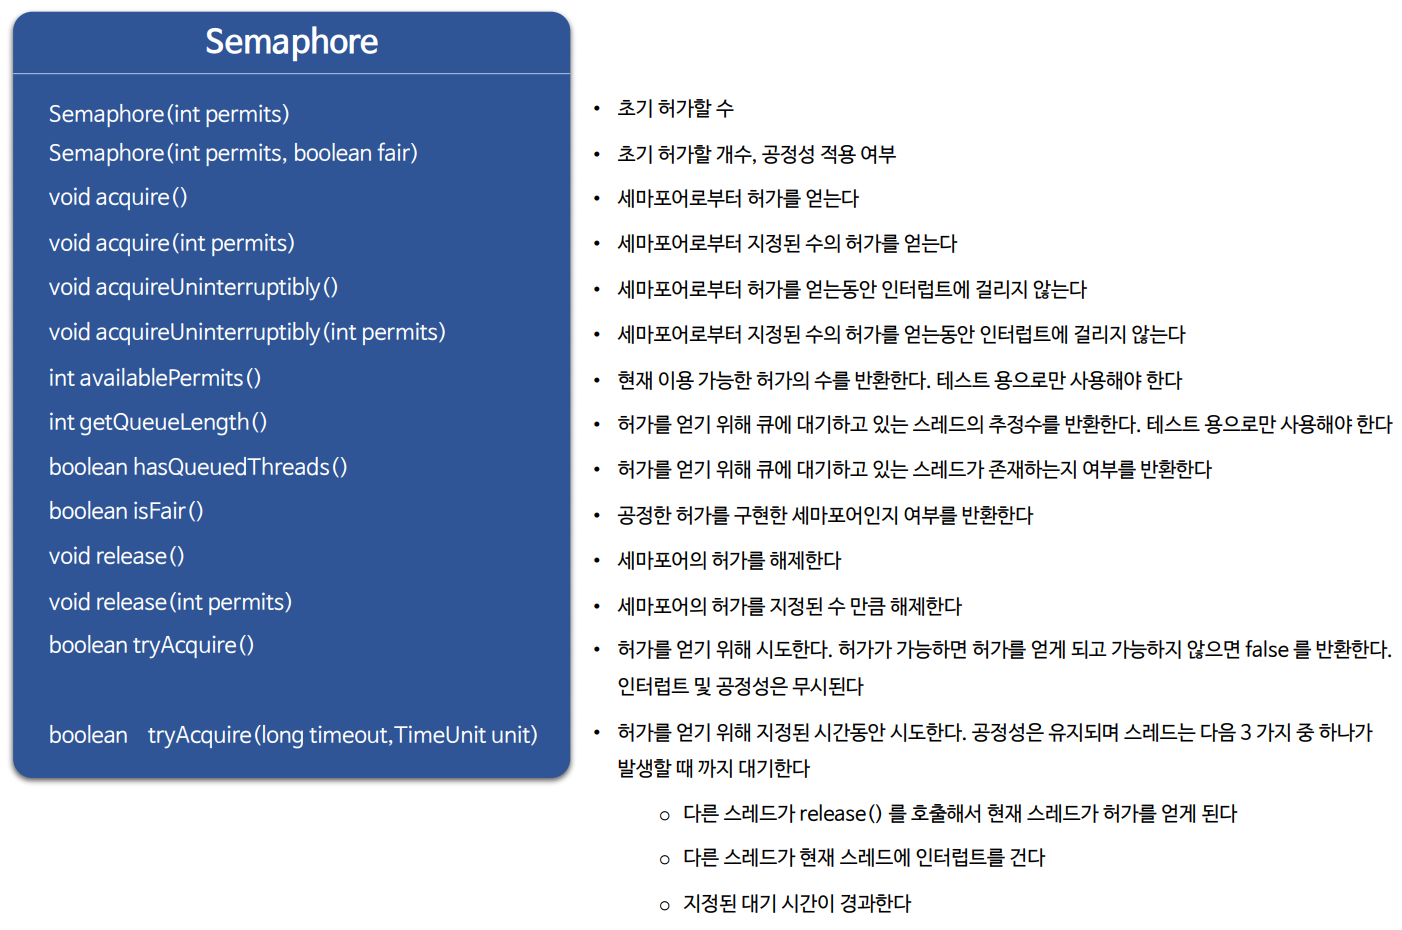 Semaphore
Semaphore(int permits)
• 초기 허가할 수
Semaphore(int permits, boolean fair)
• 초기 허가할 개수, 공정성 적용 여부
void acquire()
• 세마포어로부터 허가를 얻는다
void acquire(int permits)
• 세마포어로부터 지정된 수의 허가를 얻는다
void acquireUninterruptibly()
• 세마포어로부터 허가를 얻는동안 인터럽트에 걸리지 않는다
void acquireUninterruptibly(int permits)
• 세마포어로부터 지정된 수의 허가를 얻는동안 인터럽트에 걸리지 않는다
int availablePermits()
• 현재 이용 가능한 허가의 수를 반환한다. 테스트 용으로만 사용해야 한다
int getQueueLength()
• 허가를 얻기 위해 큐에 대기하고 있는 스레드의 추정수를 반환한다. 테스트 용으로만 사용해야 한다
boolean hasQueuedThreads()
• 허가를 얻기 위해 큐에 대기하고 있는 스레드가 존재하는지 여부를 반환한다
boolean isFair()
• 공정한 허가를 구현한 세마포어인지 여부를 반환한다
void release()
• 세마포어의 허가를 해제한다
void release(int permits)
• 세마포어의 허가를 지정된 수 만큼 해제한다
boolean tryAcquire()
• 허가를 얻기 위해 시도한다. 허가가 가능하면 허가를 얻게 되고 가능하지 않으면 false 를 반환한다.
인터럽트 및 공정성은 무시된다
boolean tryAcquire(long timeout,TimeUnit unit)
• 허가를 얻기 위해 지정된 시간동안 시도한다. 공정성은 유지되며 스레드는 다음 3 가지 중 하나가
발생할 때 까지 대기한다
○ 다른 스레드가 release() 를 호출해서 현재 스레드가 허가를 얻게 된다
○ 다른 스레드가 현재 스레드에 인터럽트를 건다
○ 지정된 대기 시간이 경과한다